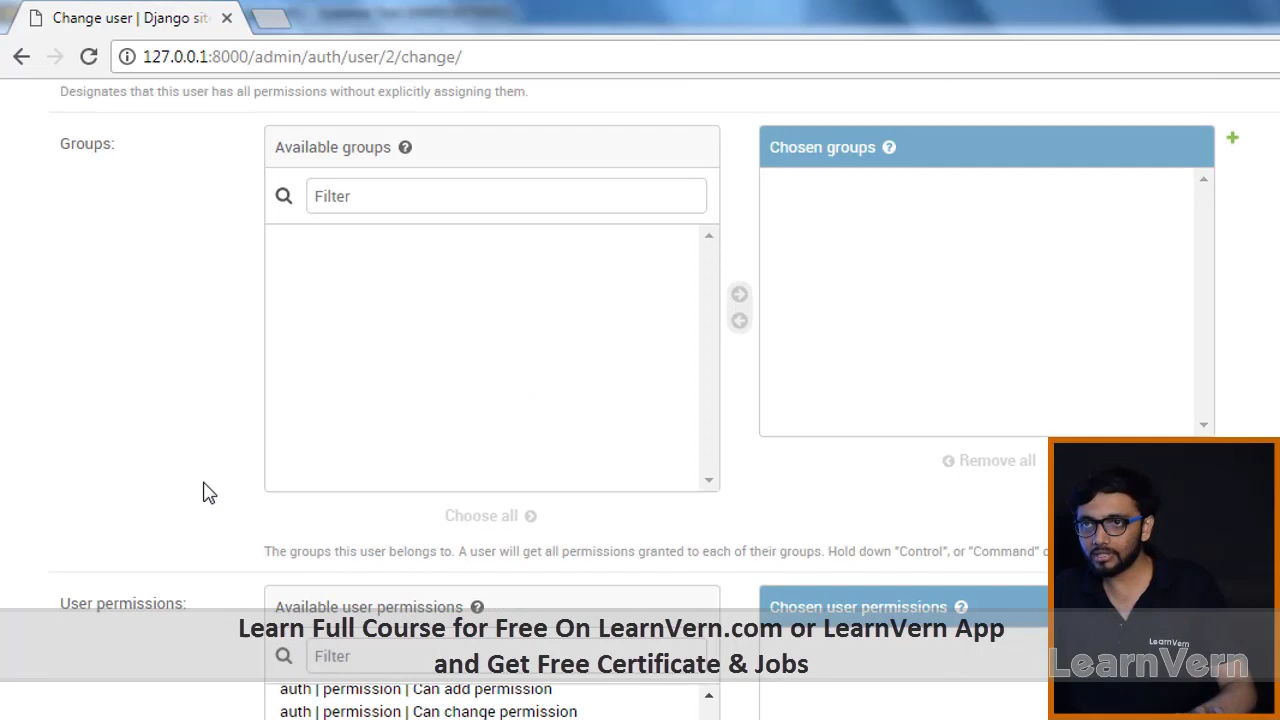 Change user | Django sit
127.0.0.1:8000/admin/auth/user/2/change/
Designates that this user has all permissions without explicitly assigning them.
Groups:
Available groups
Chosen groups
Filter
Remove all
Choose all
The groups this user belongs to. A user will get all permissions granted to each of their groups. Hold down "Control", or "Command"
User permissions:
Available user permissions
Chosen user permissions
Learn Full Course for Free On LearnVern.com or LearnVern App
and Get Free Certificate & Jobs
Filter
LearnVern
LearnVern
auth | permission | Can add permission
auth | permission | Can change permission